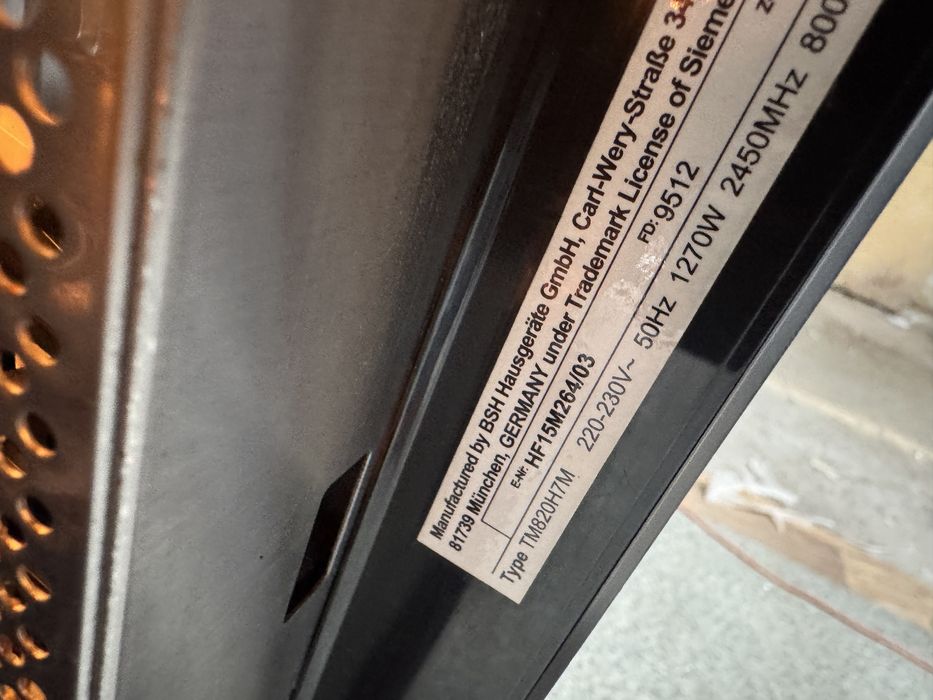 Manufactured by BSH Hausgeräte GmbH, Carl-Wery-Straße 34
81739 München, GERMANY under Trademark License of
E-Nr. HF15M264/03 FD: 9512
Type TM820H7M 220-230V~ 50Hz 1270W 2450MHz 800